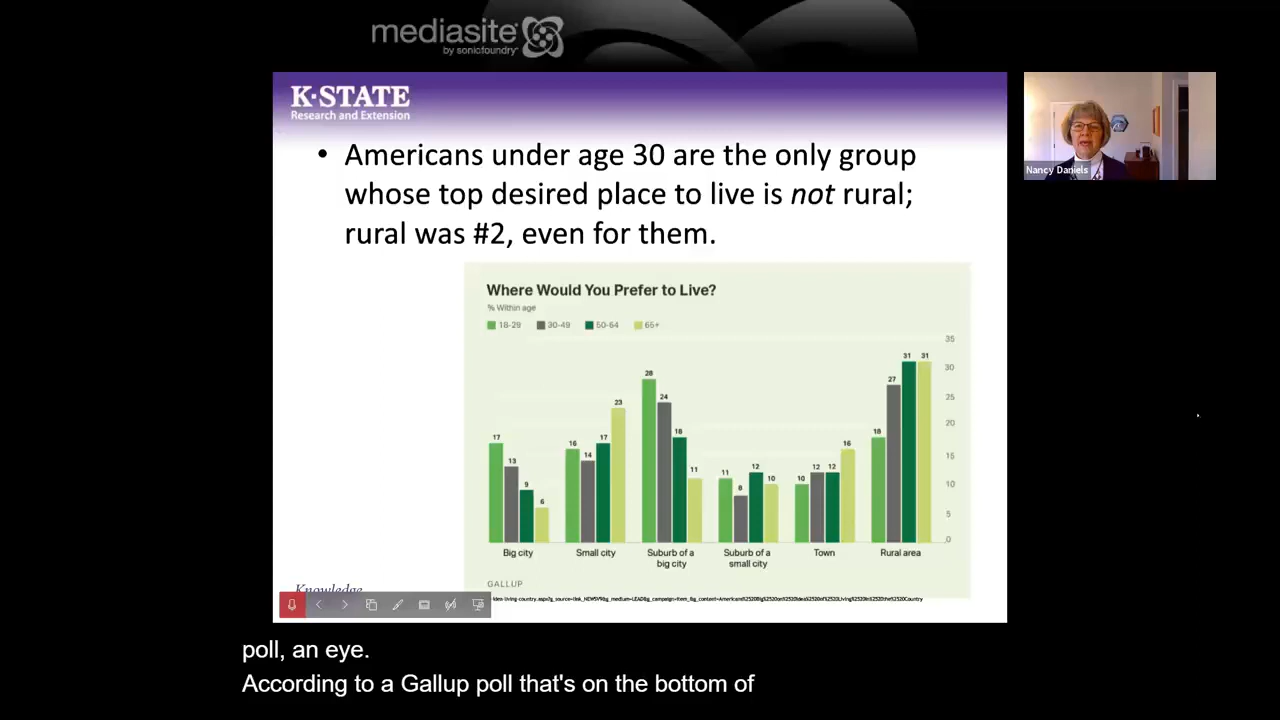 mediasite
by sonicfoundry
K·STATE
Research and Extension
• Americans under age 30 are the only group
whose top desired place to live is not rural;
rural was #2, even for them.
Nancy Daniels
Where Would You Prefer to Live?
% Within age
18-29 30-49 50-64 65+
35
30
25
20
15
10
5
0
17 13 9 6
16 14 17 23
28 24 18 11
11 8 12 10
10 12 12 16
18 27 31 31
Big city Small city Suburb of a big city Suburb of a small city Town Rural area
GALLUP
Knowledge
poll, an eye.
According to a Gallup poll that's on the bottom of